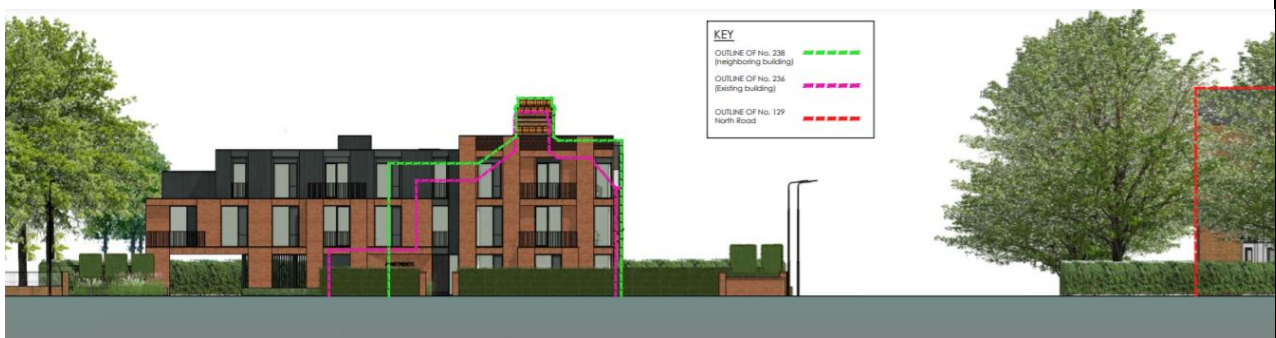 KEY
OUTLINE OF No. 238
(neighboring building)
OUTLINE OF No. 236
(Existing building)
OUTLINE OF No. 129
North Road